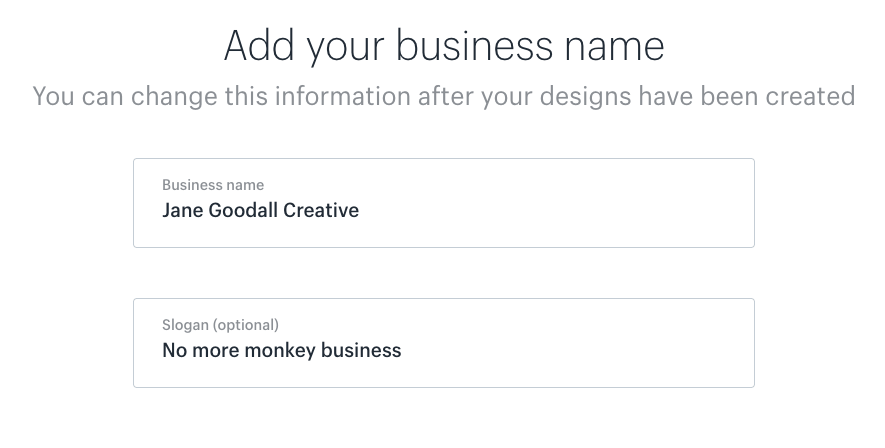 Add your business name
You can change this information after your designs have been created
Business name
Jane Goodall Creative
Slogan (optional)
No more monkey business